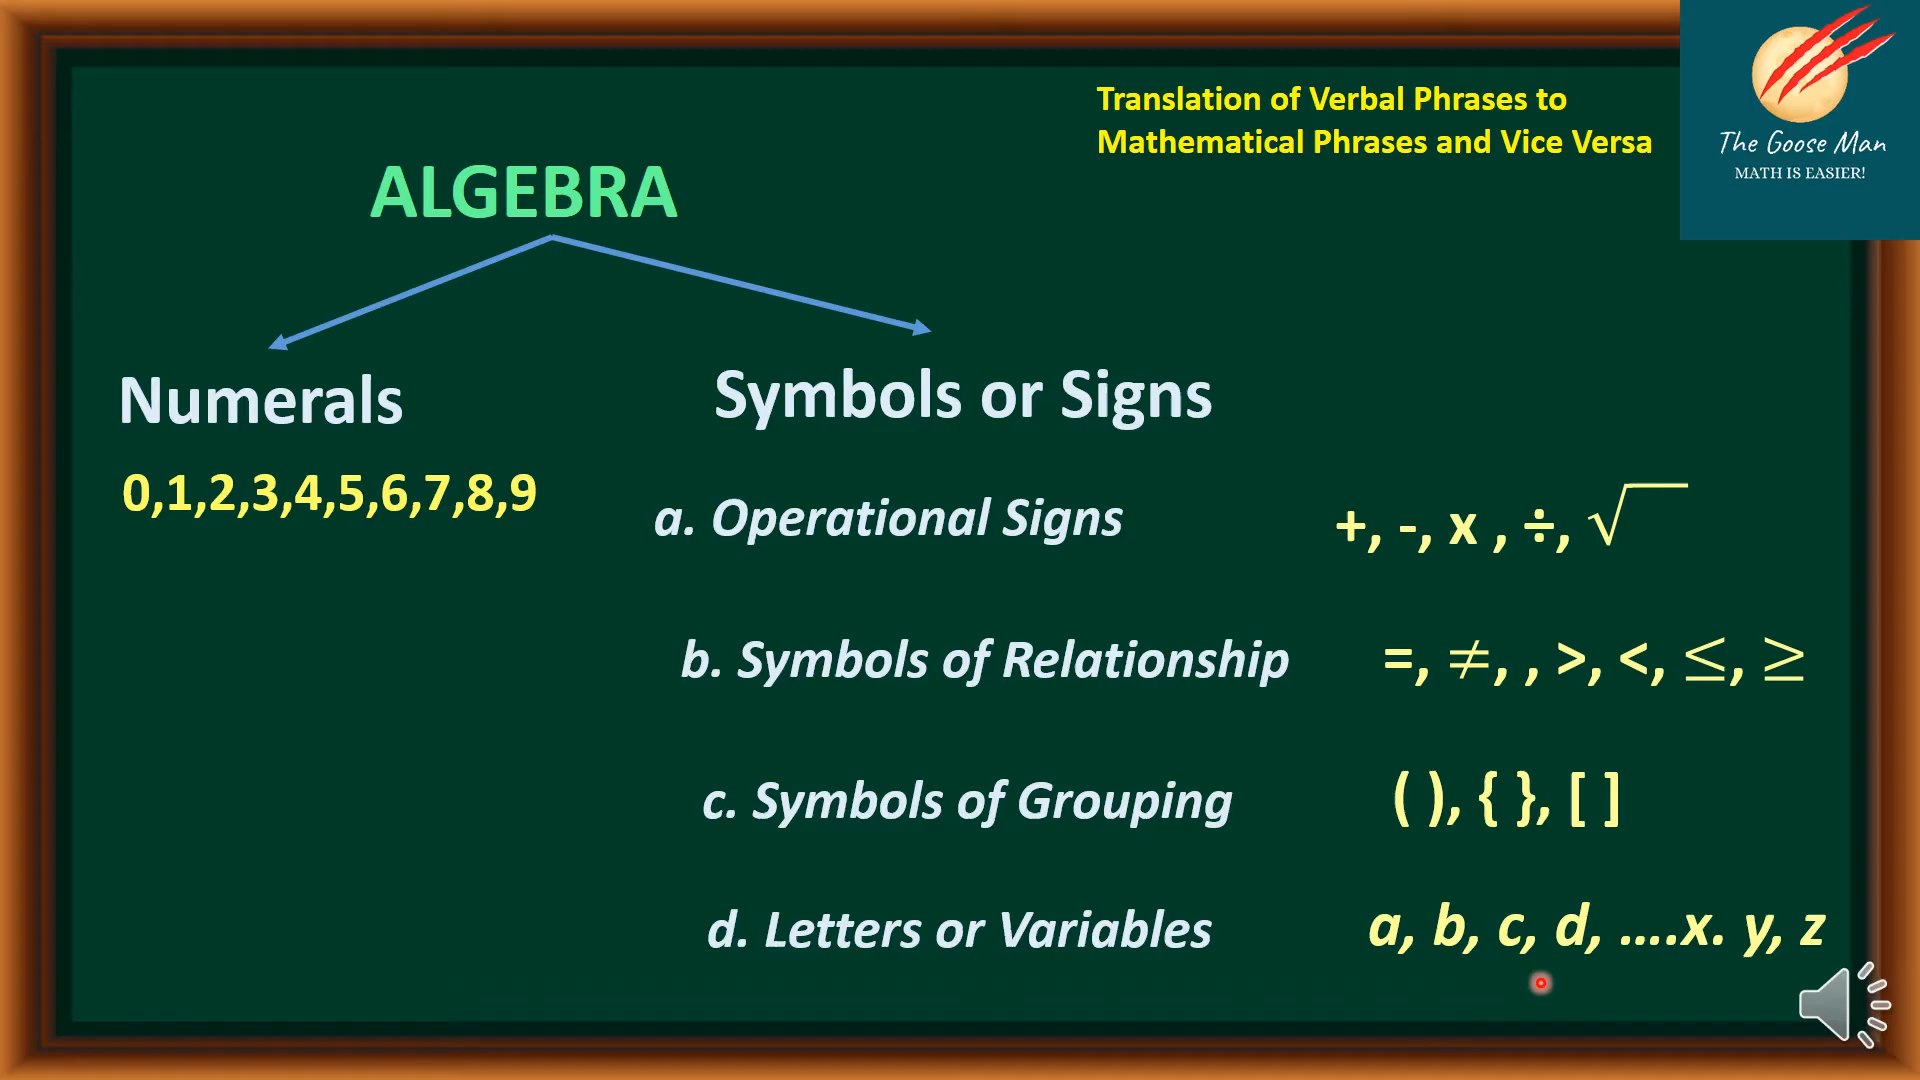 Translation of Verbal Phrases to
Mathematical Phrases and Vice Versa
The Goose Man
MATH IS EASIER!
ALGEBRA
Numerals
Symbols or Signs
0,1,2,3,4,5,6,7,8,9
a. Operational Signs +, -, x , ÷, √
b. Symbols of Relationship =, ≠, , >, <, ≤, ≥
c. Symbols of Grouping ( ), { }, [ ]
d. Letters or Variables a, b, c, d, ....x. y, z